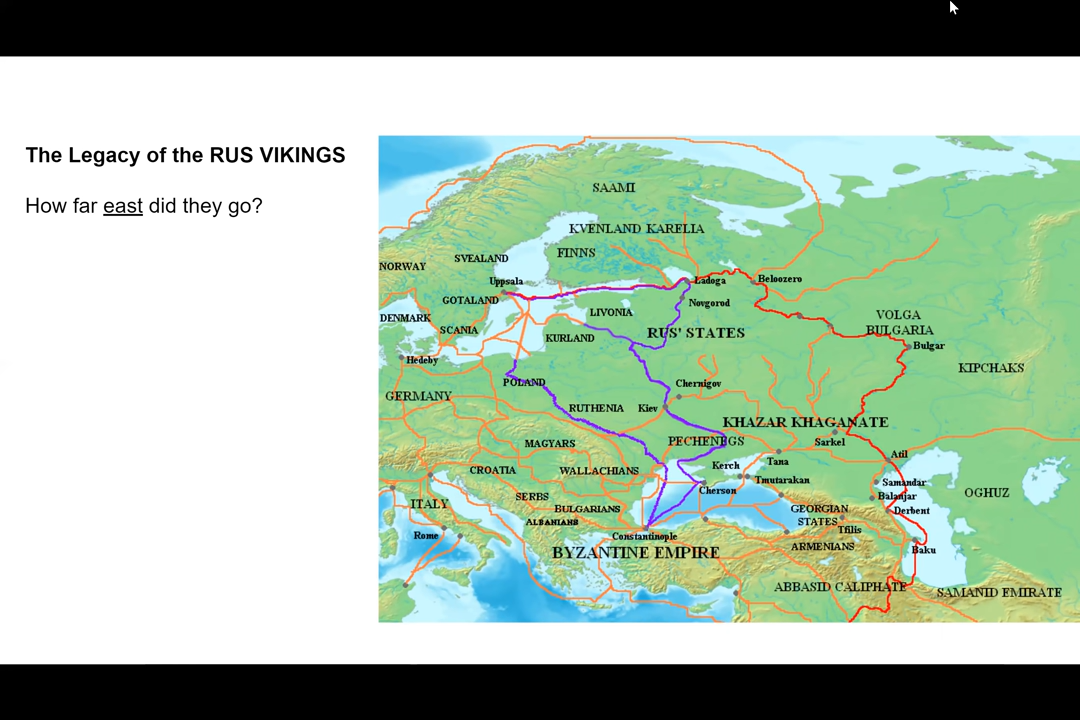 The Legacy of the RUS VIKINGS
How far east did they go?
SAAMI
KVENLAND KARELIA
FINNS
SVEALAND
NORWAY
Uppsala
Ladoga
Beloozero
GOTALAND
Novgorod
LIVONIA
DENMARK
SCANIA
VOLGA
BULGARIA
KURLAND
RUS' STATES
Bulgar
Hedeby
KIPCHAKS
POLAND
Chernigov
GERMANY
RUTHENIA
Kiev
KHAZAR KHAGANATE
MAGYARS
PECHENEGS
Sarkel
Atil
CROATIA
WALLACHIANS
Kerch
Tana
Tmutarakan
Samandar
OGHUZ
Cherson
SERBS
Balanjar
ITALY
BULGARIANS
GEORGIAN
STATES
Derbent
ALBANIANS
Tfilis
Rome
Constantinople
ARMENIANS
Baku
BYZANTINE EMPIRE
ABBASID CALIPHATE
SAMANID EMIRATE